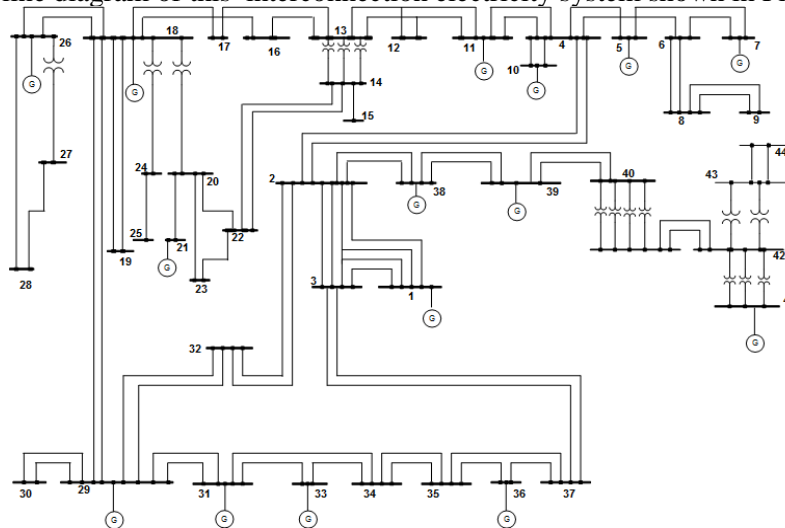 line diagram of this interconnection electricity system shown in
26 18 17 16 13 12 11 4 5 6 7
G G G 10 G G G
14
15
8 9
27 24 20 2 38 39 40 43 44
G G
25 21 22
19 G 23 3 1 42
28 G
32 G
30 29 31 33 34 35 36 37
G G G G